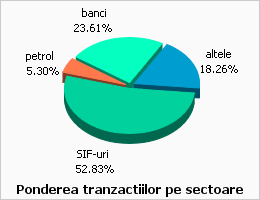 banci
23.61%
petrol
5.30%
altele
18.26%
SIF-uri
52.83%
Ponderea tranzactiilor pe sectoare